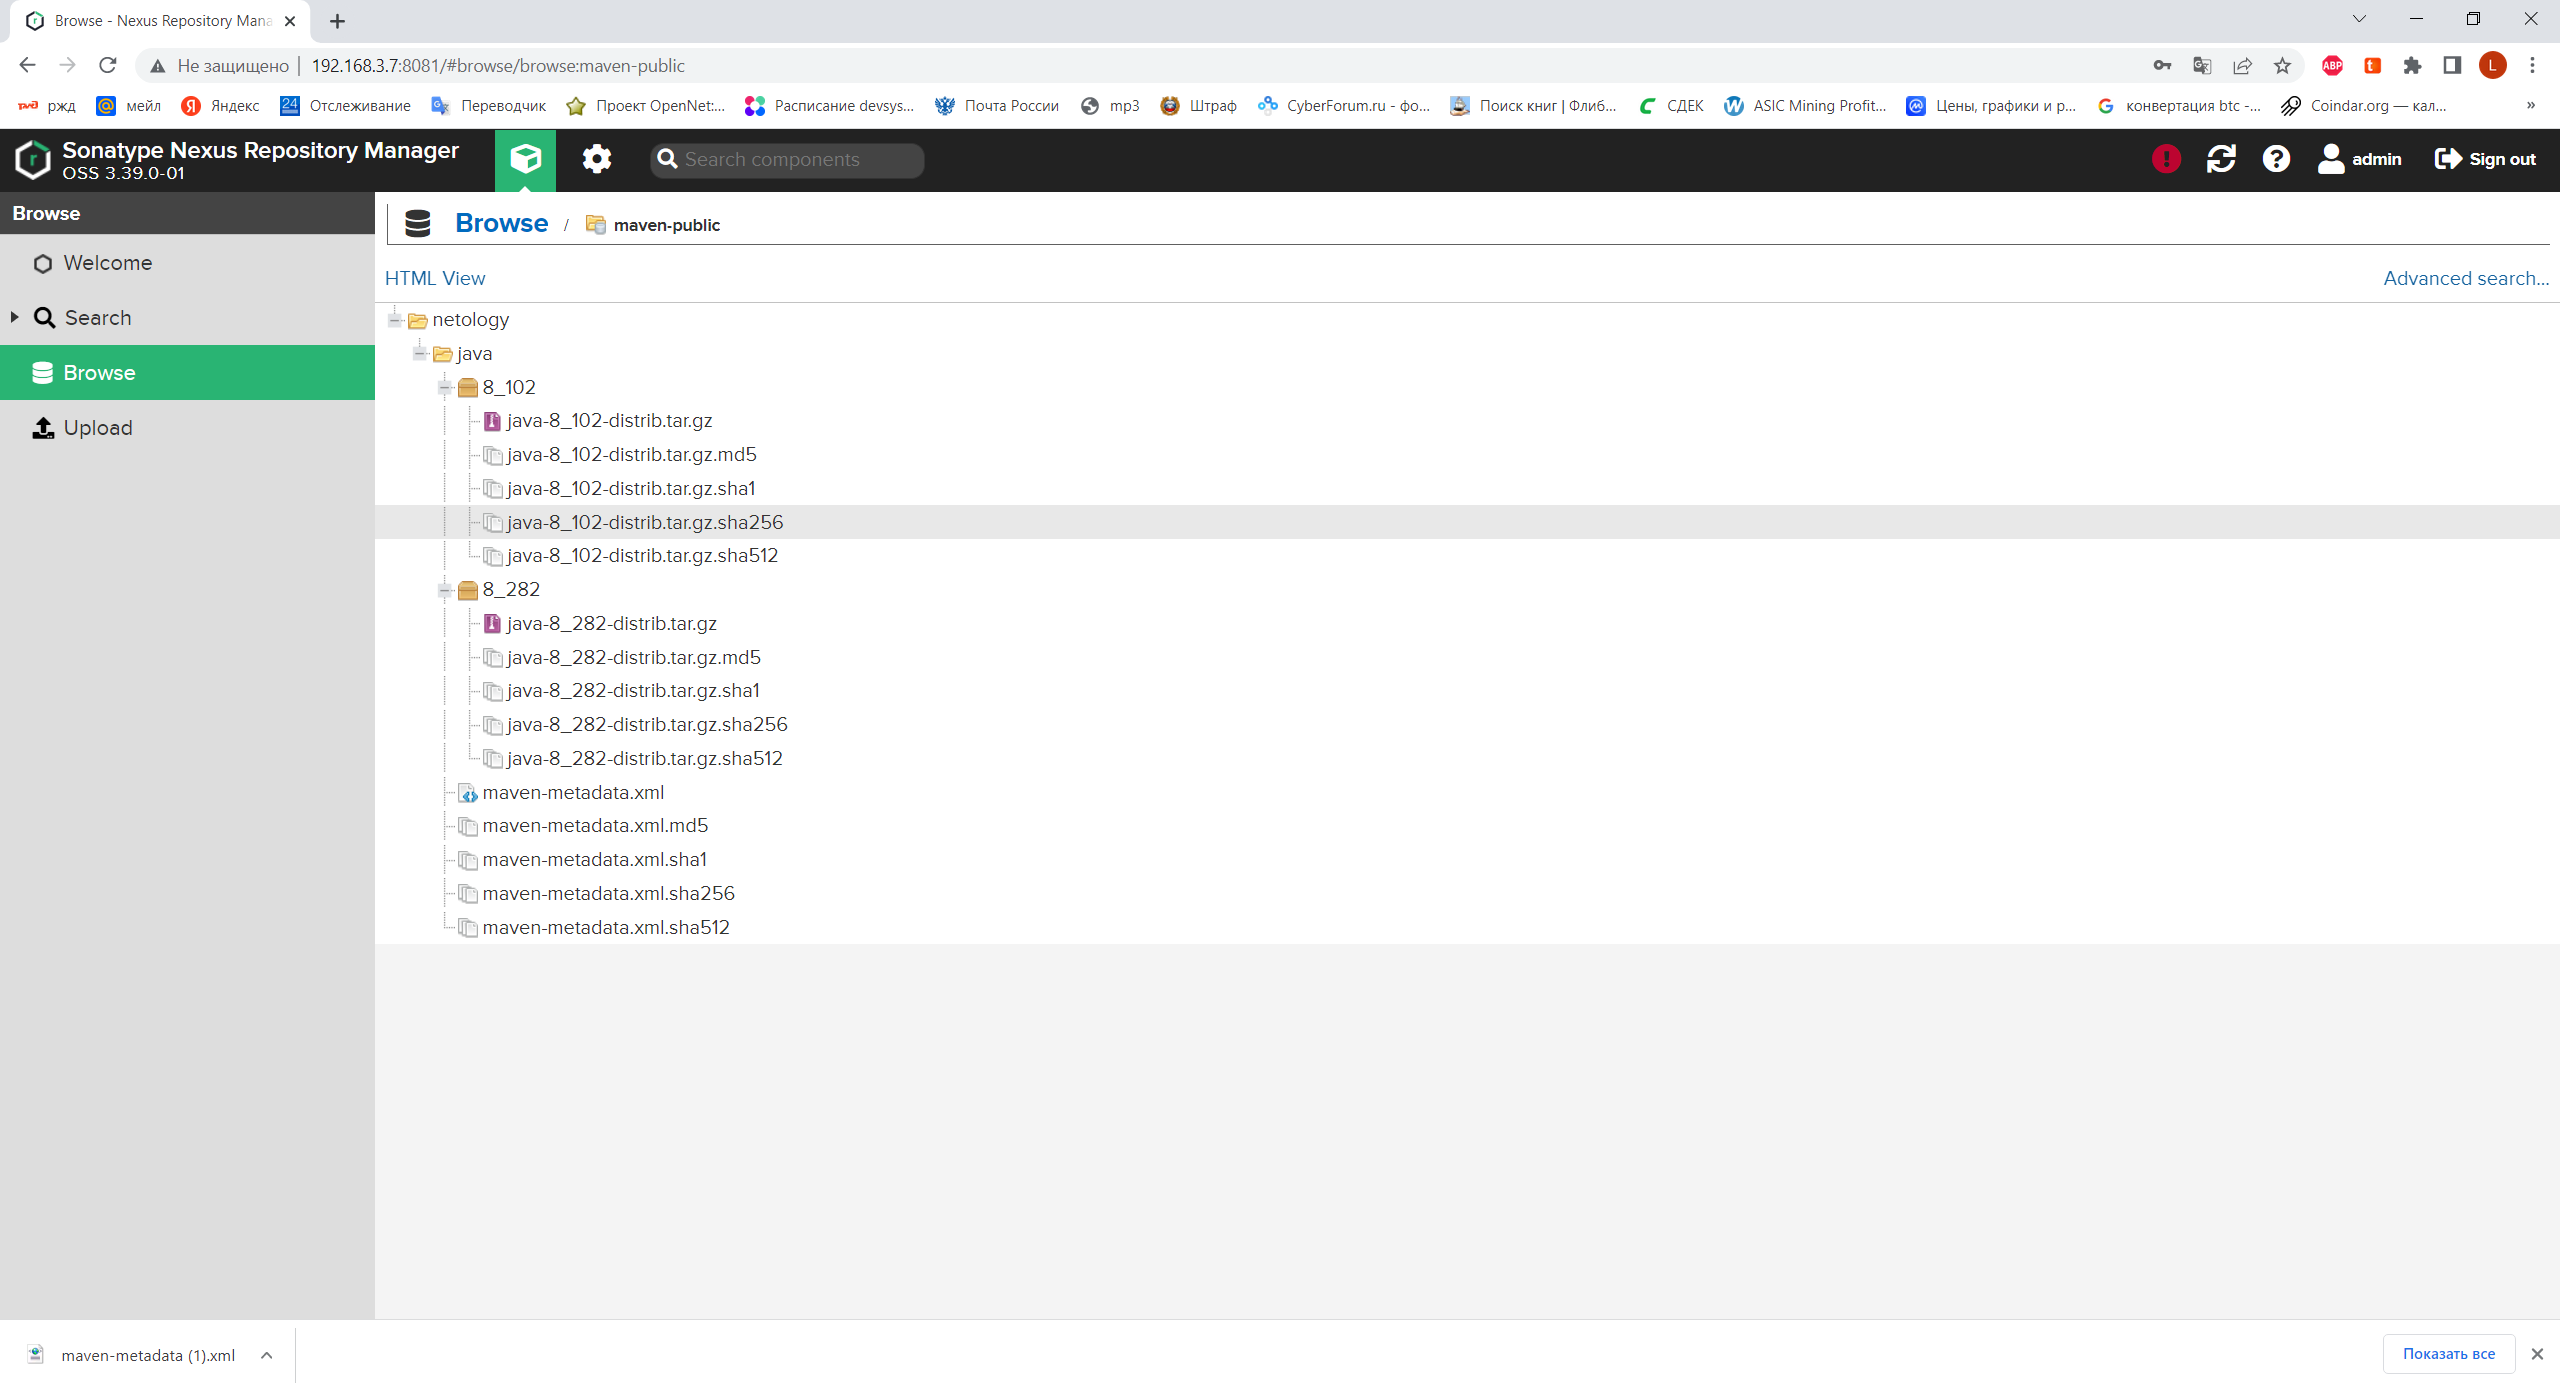 Browse - Nexus Repository Mana
Не защищено | 192.168.3.7:8081/#browse/browse:maven-public
ABP t L
ржд мейл Яндекс 24 Отслеживание Переводчик Проект OpenNet:... Расписание devsys... Почта России mp3 Штраф CyberForum.ru - фо... Поиск книг | Флиб... СДЕК ASIC Mining Profit... Цены, графики и р... конвертация btc -... Coindar.org — кал... »
Sonatype Nexus Repository Manager
OSS 3.39.0-01
Search components
admin
Sign out
Browse
Welcome
Search
Browse
Upload
Browse / maven-public
HTML View
Advanced search...
netology
java
8_102
java-8_102-distrib.tar.gz
java-8_102-distrib.tar.gz.md5
java-8_102-distrib.tar.gz.sha1
java-8_102-distrib.tar.gz.sha256
java-8_102-distrib.tar.gz.sha512
8_282
java-8_282-distrib.tar.gz
java-8_282-distrib.tar.gz.md5
java-8_282-distrib.tar.gz.sha1
java-8_282-distrib.tar.gz.sha256
java-8_282-distrib.tar.gz.sha512
maven-metadata.xml
maven-metadata.xml.md5
maven-metadata.xml.sha1
maven-metadata.xml.sha256
maven-metadata.xml.sha512
maven-metadata (1).xml
Показать все